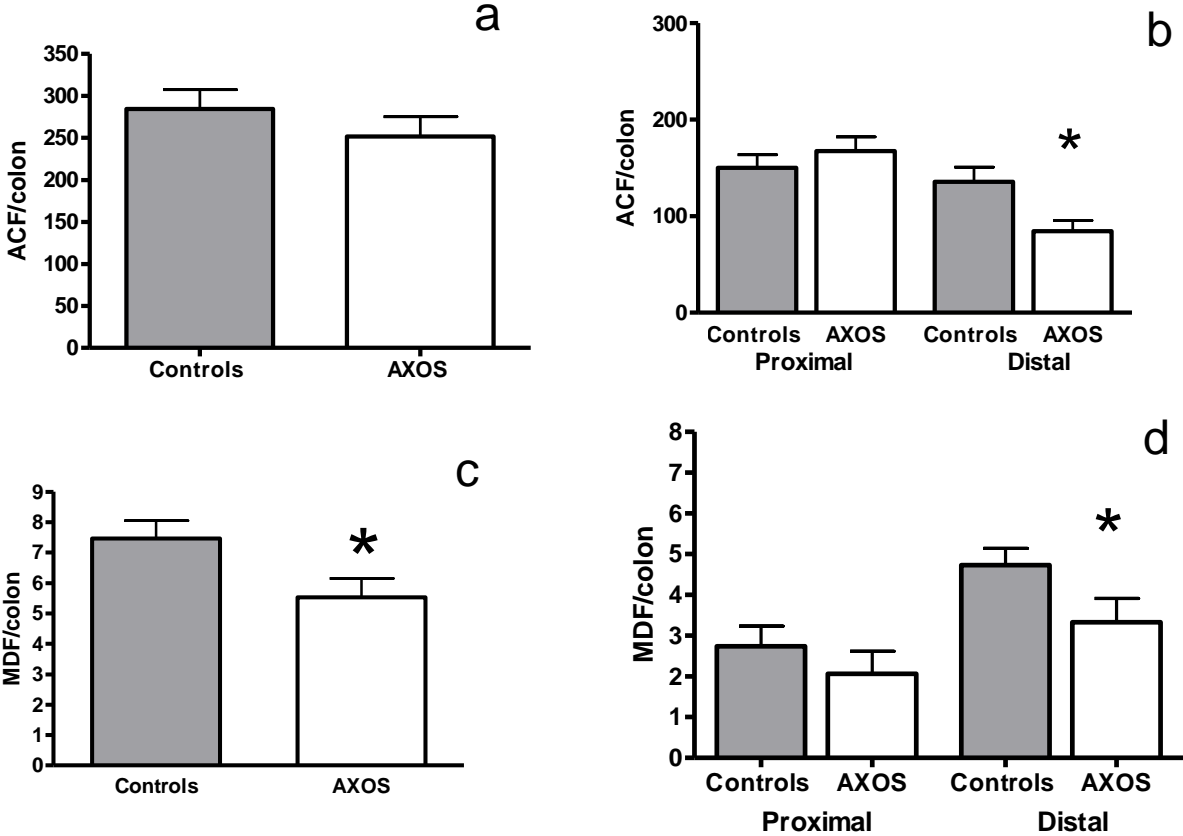 a
350
300
250
200
150
100
50
0
ACF/colon
Controls AXOS
b
300
200
100
0
ACF/colon
*
Controls AXOS Controls AXOS
Proximal Distal
c
9
8
7
6
5
4
3
2
1
0
MDF/colon
*
Controls AXOS
d
8
7
6
5
4
3
2
1
0
MDF/colon
*
Controls AXOS Controls AXOS
Proximal Distal